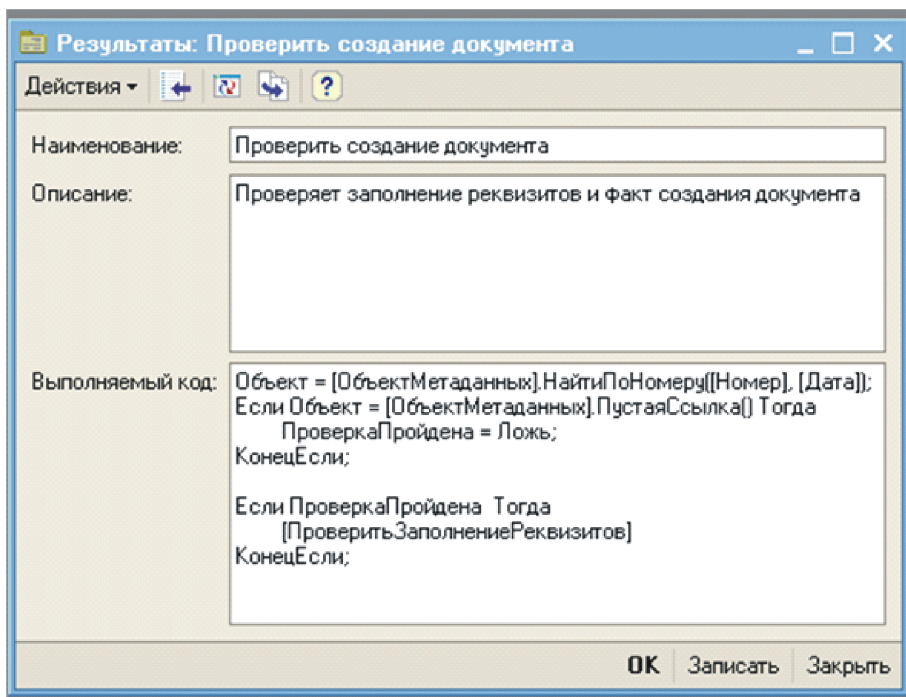 Результаты: Проверить создание документа
Действия
Наименование: Проверить создание документа
Описание: Проверяет заполнение реквизитов и факт создания документа
Выполняемый код: Объект = [ОбъектМетаданных].НайтиПоНомеру([Номер], [Дата]);
Если Объект = [ОбъектМетаданных].ПустаяСсылка() Тогда
ПроверкаПройдена = Ложь;
КонецЕсли;
Если ПроверкаПройдена Тогда
[ПроверитьЗаполнениеРеквизитов]
КонецЕсли;
OK Записать Закрыть